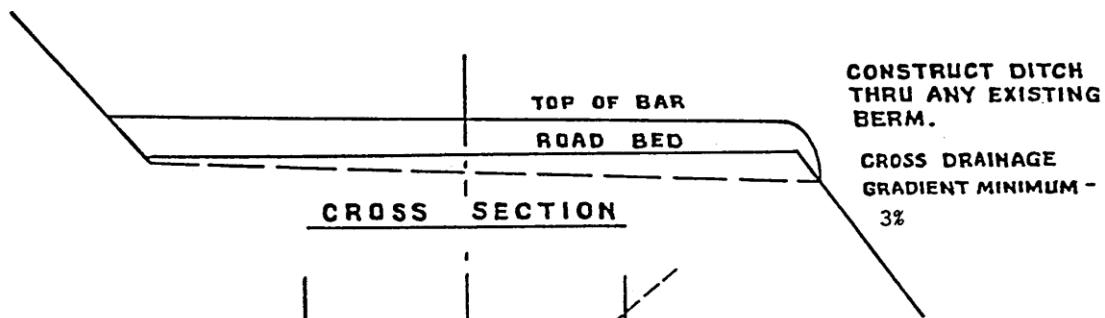 TOP OF BAR
ROAD BED
CROSS SECTION
CONSTRUCT DITCH
THRU ANY EXISTING
BERM.
CROSS DRAINAGE
GRADIENT MINIMUM -
3%